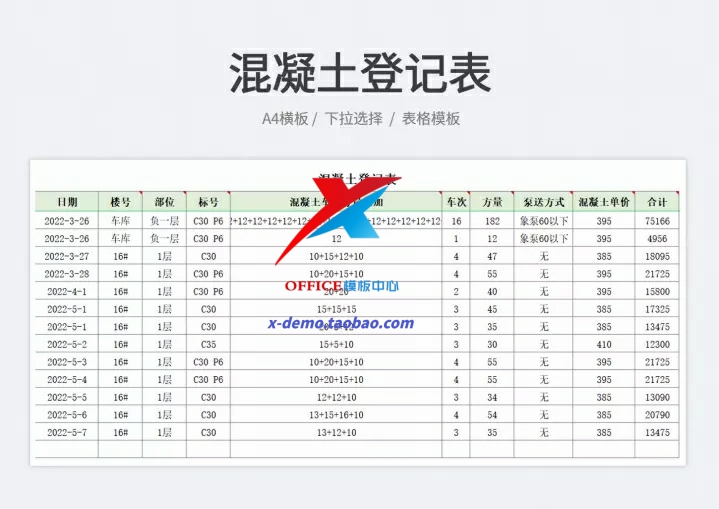 混凝土登记表
A4横板 / 下拉选择 / 表格模板
混凝土登记表
日期 楼号 部位 标号 混凝土 加 车次 方量 泵送方式 混凝土单价 合计
2022-3-26 车库 负一层 C30 P6 2+12+12+12+12+12+ +12+12+12+12+12+ 16 182 象泵60以下 395 75166
2022-3-26 车库 负一层 C30 P6 12 1 12 象泵60以下 395 4956
2022-3-27 16# 1层 C30 10+15+12+10 4 47 无 385 18095
2022-3-28 16# 1层 C30 P6 10+20+15+10 4 55 无 395 21725
2022-4-1 16# 1层 C30 P6 20+20 2 40 无 395 15800
2022-5-1 16# 1层 C30 15+15+15 3 45 无 385 17325
2022-5-1 16# 1层 C30 3 35 无 385 13475
2022-5-2 16# 1层 C35 15+5+10 3 30 无 410 12300
2022-5-3 16# 1层 C30 P6 10+20+15+10 4 55 无 395 21725
2022-5-4 16# 1层 C30 P6 10+20+15+10 4 55 无 395 21725
2022-5-5 16# 1层 C30 12+12+10 3 34 无 385 13090
2022-5-6 16# 1层 C30 13+15+16+10 4 54 无 385 20790
2022-5-7 16# 1层 C30 13+12+10 3 35 无 385 13475
OFFICE模板中心
x-demo.taobao.com